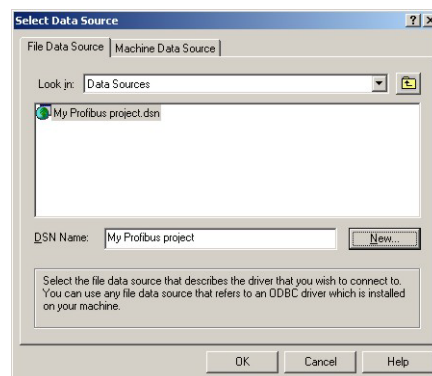 Select Data Source
File Data Source
Machine Data Source
Look in:
Data Sources
My Profibus project.dsn
DSN Name:
My Profibus project
New...
Select the file data source that describes the driver that you wish to connect to.
You can use any file data source that refers to an ODBC driver which is installed
on your machine.
OK
Cancel
Help